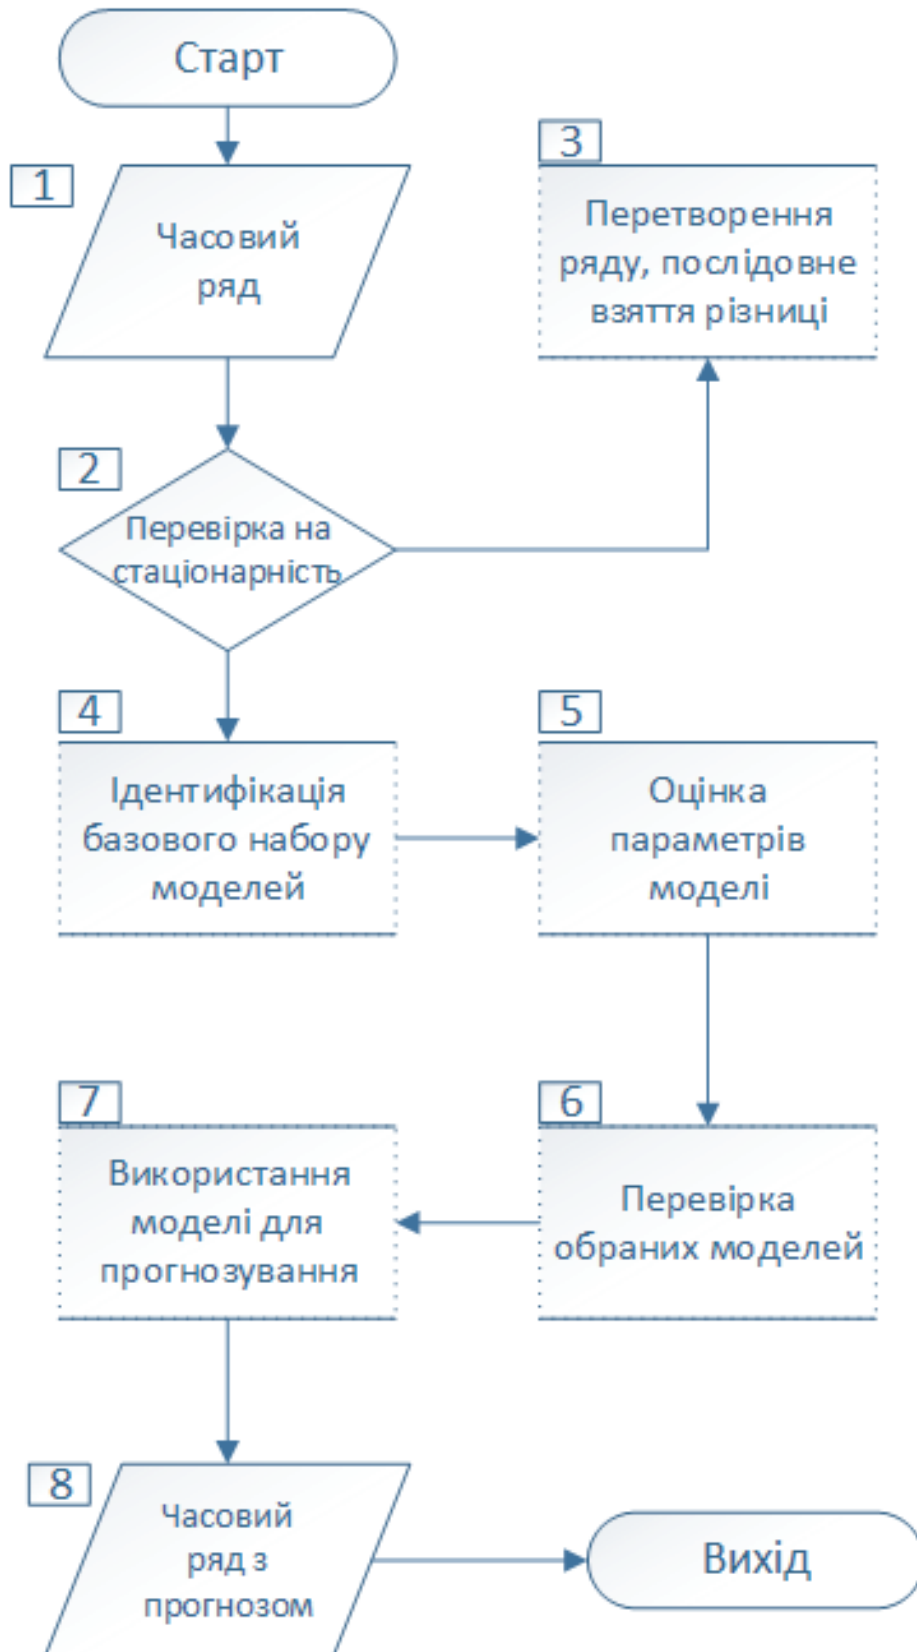 Старт
1
Часовий
ряд
3
Перетворення
ряду, послідовне
взяття різниці
2
Перевірка на
стаціонарність
4
Ідентифікація
базового набору
моделей
5
Оцінка
параметрів
моделі
6
Перевірка
обраних моделей
7
Використання
моделі для
прогнозування
8
Часовий
ряд з
прогнозом
Вихід